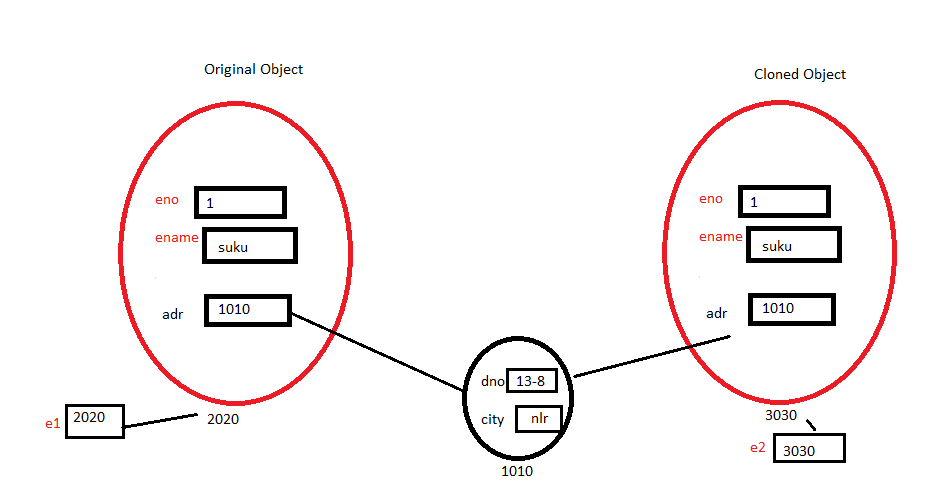 Original Object
Cloned Object
eno 1
ename suku
adr 1010
eno 1
ename suku
adr 1010
dno 13-8
city nlr
1010
e1 2020
2020
3030
e2 3030